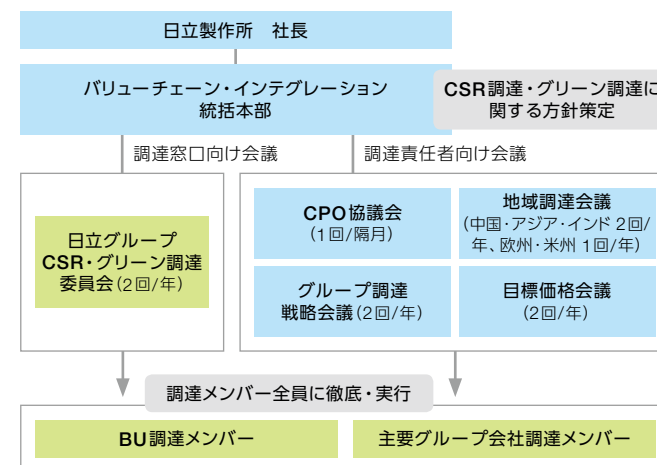 日立製作所　社長
バリューチェーン・インテグレーション
統括本部
CSR調達・グリーン調達に
関する方針策定
調達窓口向け会議
調達責任者向け会議
日立グループ
CSR・グリーン調達
委員会(2回/年)
CPO協議会
(1回/隔月)
地域調達会議
(中国・アジア・インド 2回/
年、欧州・米州 1回/年)
グループ調達
戦略会議(2回/年)
目標価格会議
(2回/年)
調達メンバー全員に徹底・実行
BU調達メンバー
主要グループ会社調達メンバー